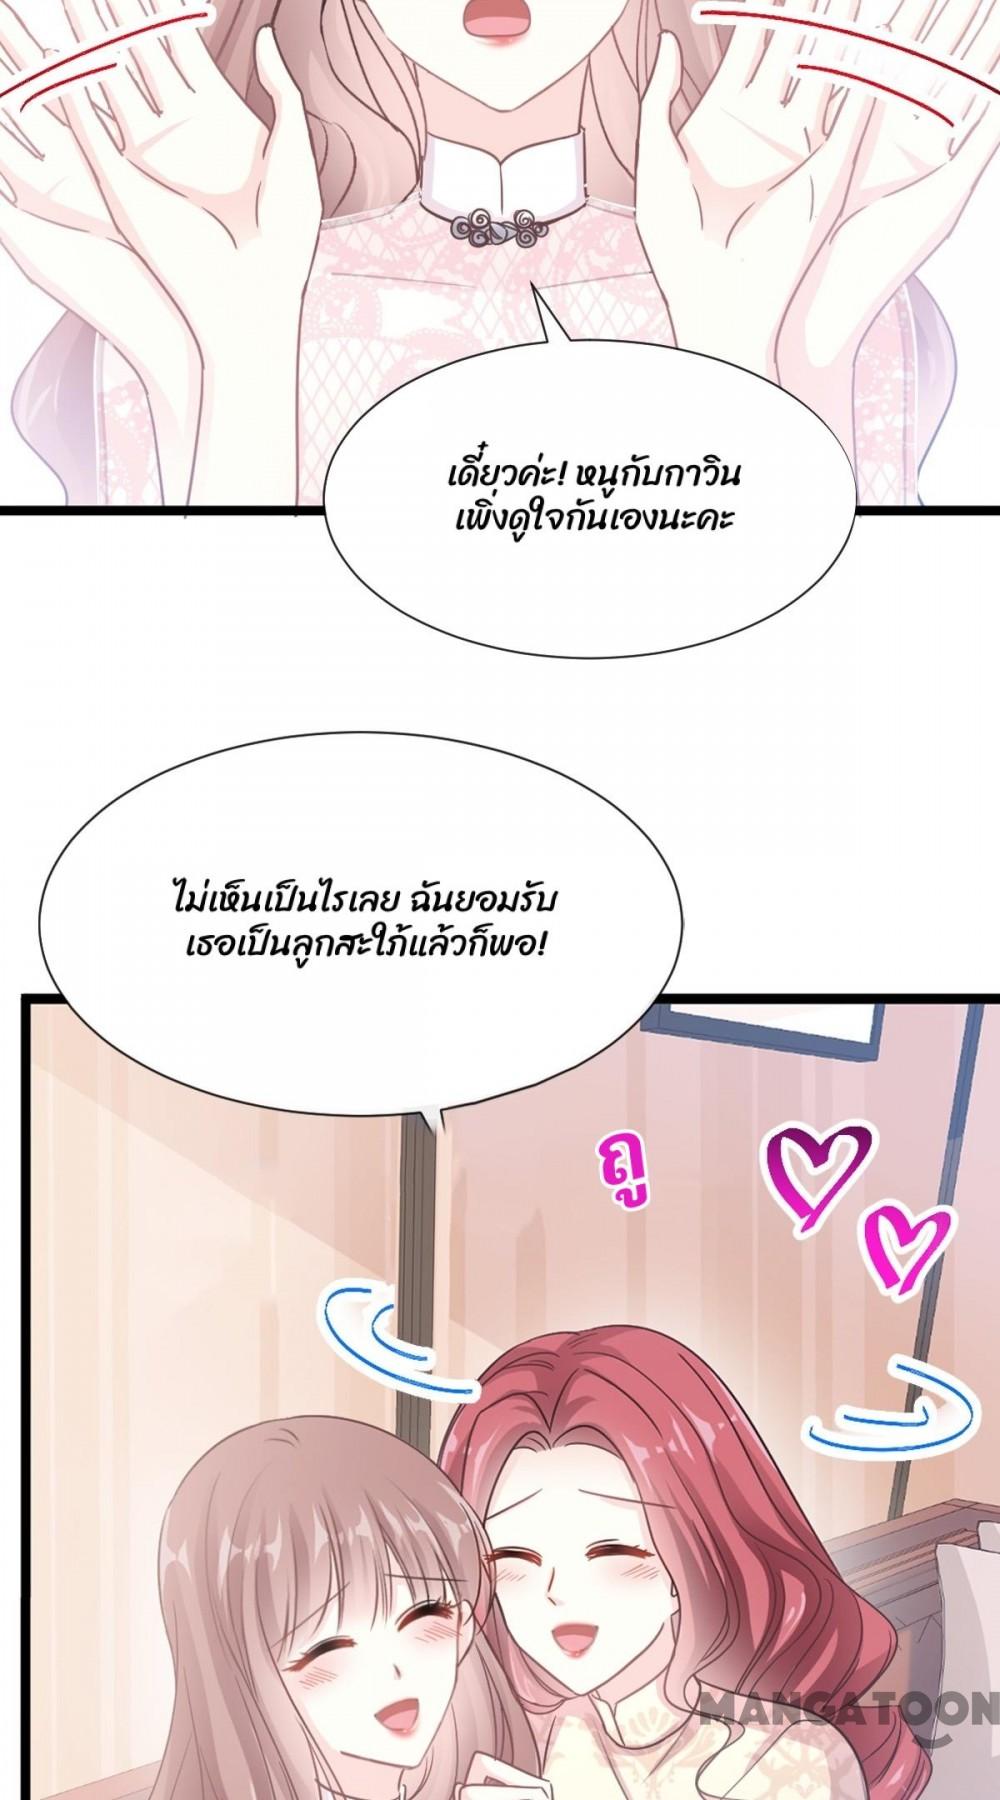 เดี๋ยวค่ะ! หนูกับกาวิน
เพิ่งดูใจกันเองนะคะ
ไม่เห็นเป็นไรเลย ฉันยอมรับ
เธอเป็นลูกสะใภ้แล้วก็พอ!
ถู
MANGATOON